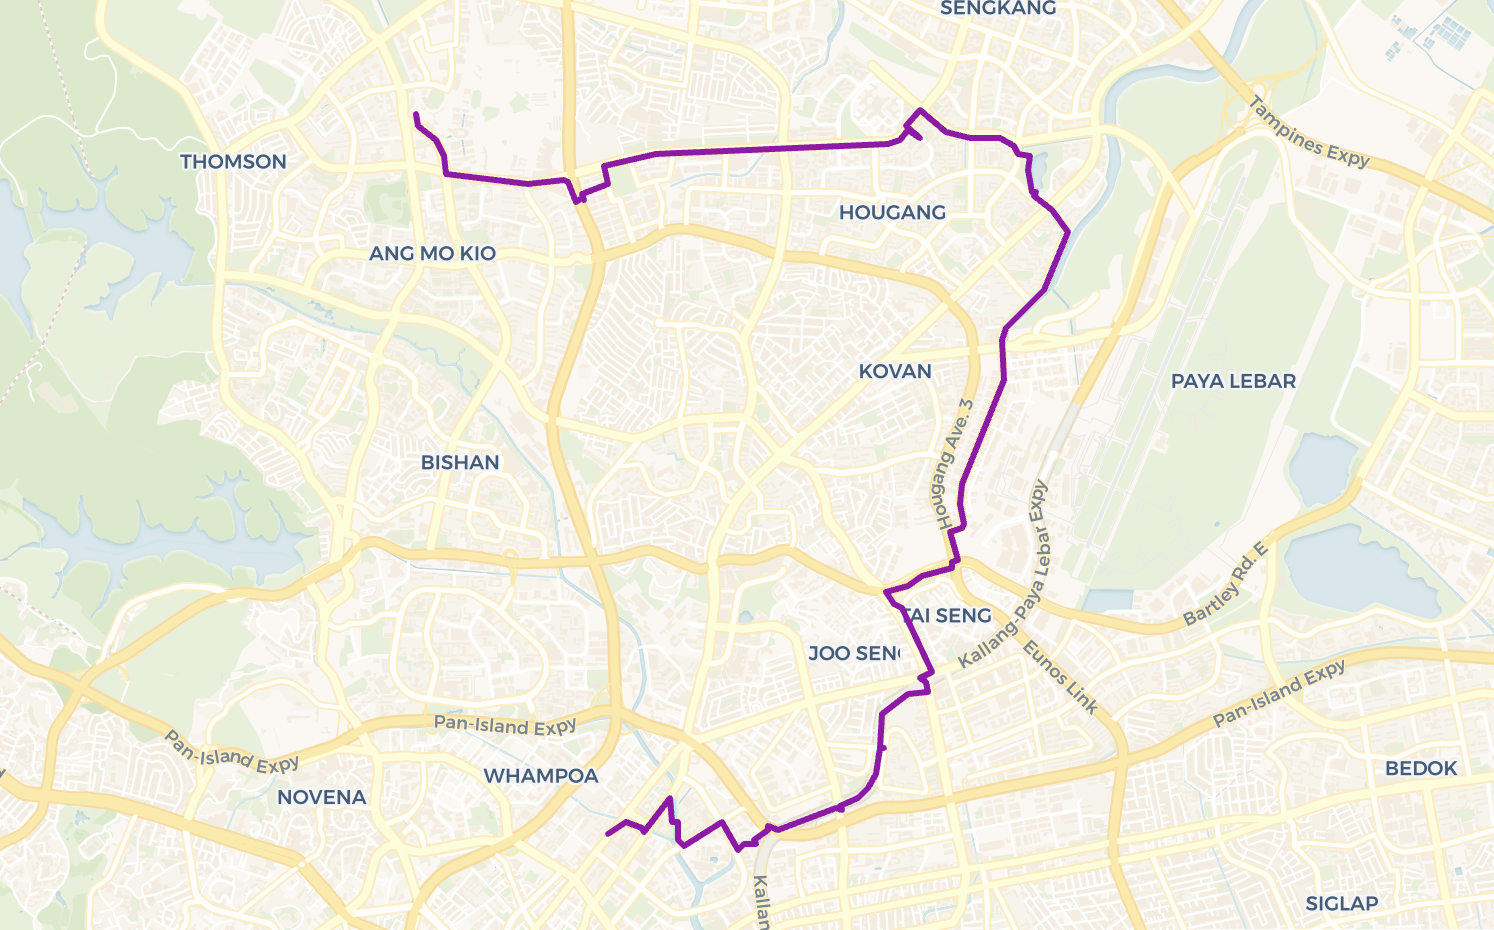 SENGKANG
Tampines Expy
THOMSON
HOUGANG
ANG MO KIO
KOVAN
PAYA LEBAR
Hougang Ave. 3
BISHAN
Kallang-Paya Lebar Expy
Bartley Rd. E
TAI SENG
JOO SENG
Eunos Link
Pan-Island Expy
Pan-Island Expy
Pan-Island Expy
WHAMPOA
NOVENA
BEDOK
Kallan
SIGLAP